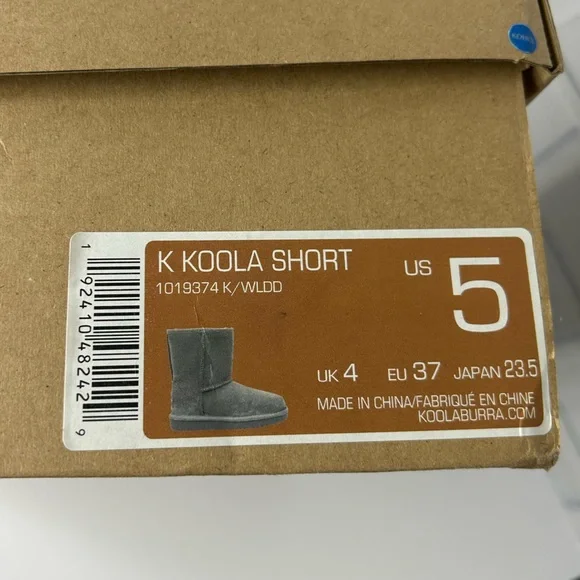 KOHL'S
K KOOLA SHORT
1019374 K/WLDD
US 5
UK 4 EU 37 JAPAN 23.5
MADE IN CHINA/FABRIQUÉ EN CHINE
KOOLABURRA.COM
1 92410 48242 9